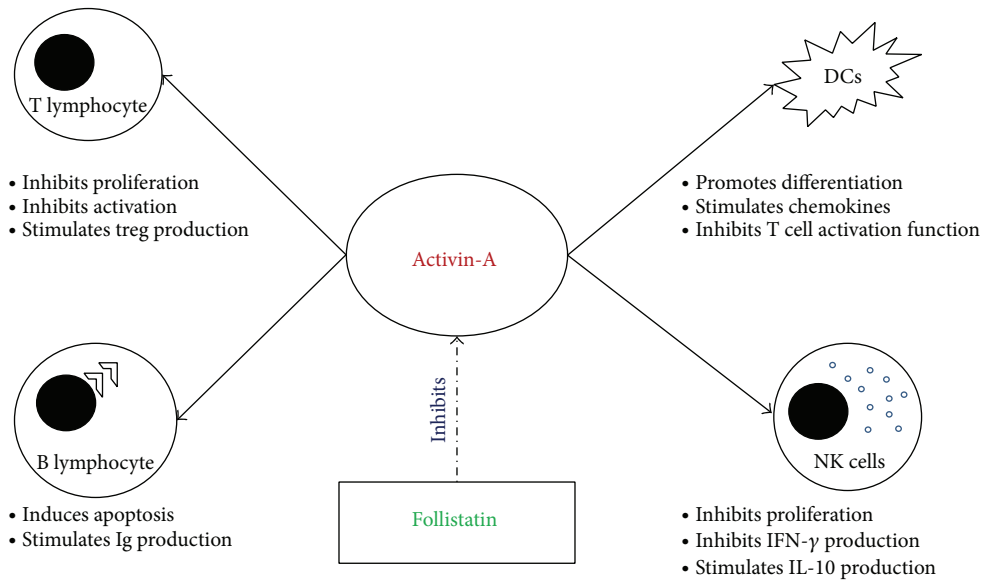 T lymphocyte
• Inhibits proliferation
• Inhibits activation
• Stimulates treg production
DCs
• Promotes differentiation
• Stimulates chemokines
• Inhibits T cell activation function
Activin-A
Inhibits
Follistatin
B lymphocyte
• Induces apoptosis
• Stimulates Ig production
NK cells
• Inhibits proliferation
• Inhibits IFN-γ production
• Stimulates IL-10 production